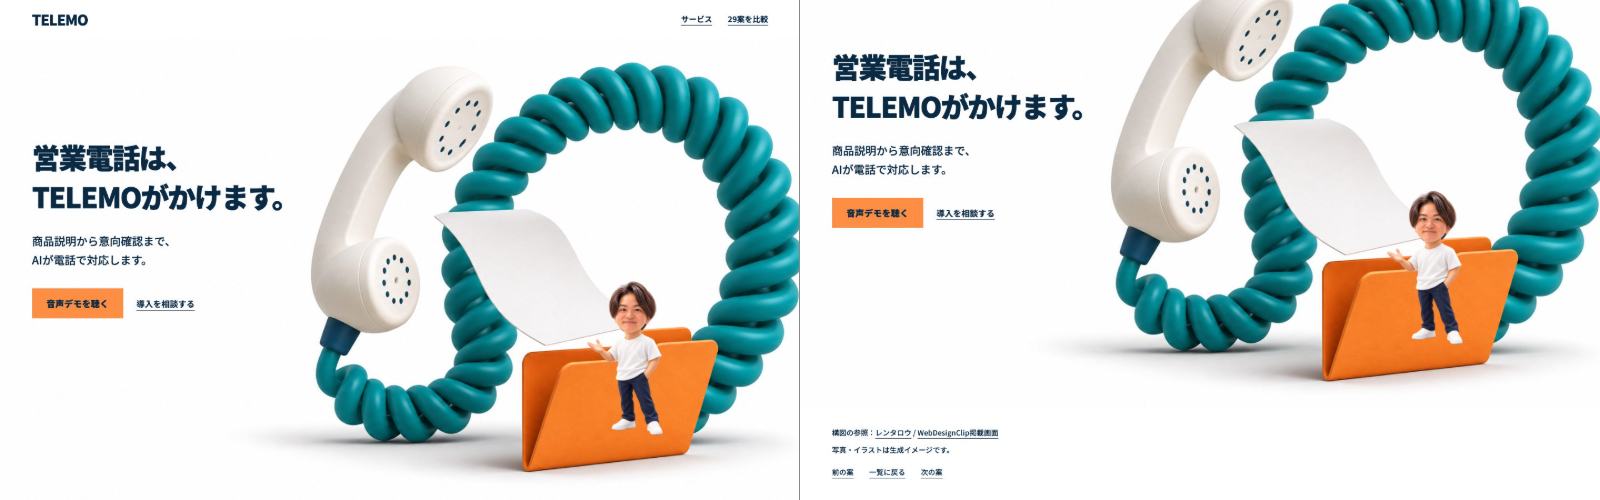 TELEMO
サービス 29案を比較
営業電話は、
TELEMOがかけます。
商品説明から意向確認まで、
AIが電話で対応します。
音声デモを聴く 導入を相談する
営業電話は、
TELEMOがかけます。
商品説明から意向確認まで、
AIが電話で対応します。
音声デモを聴く 導入を相談する
構図の参照：レンタロウ / WebDesignClip掲載画面
写真・イラストは生成イメージです。
前の案 一覧に戻る 次の案